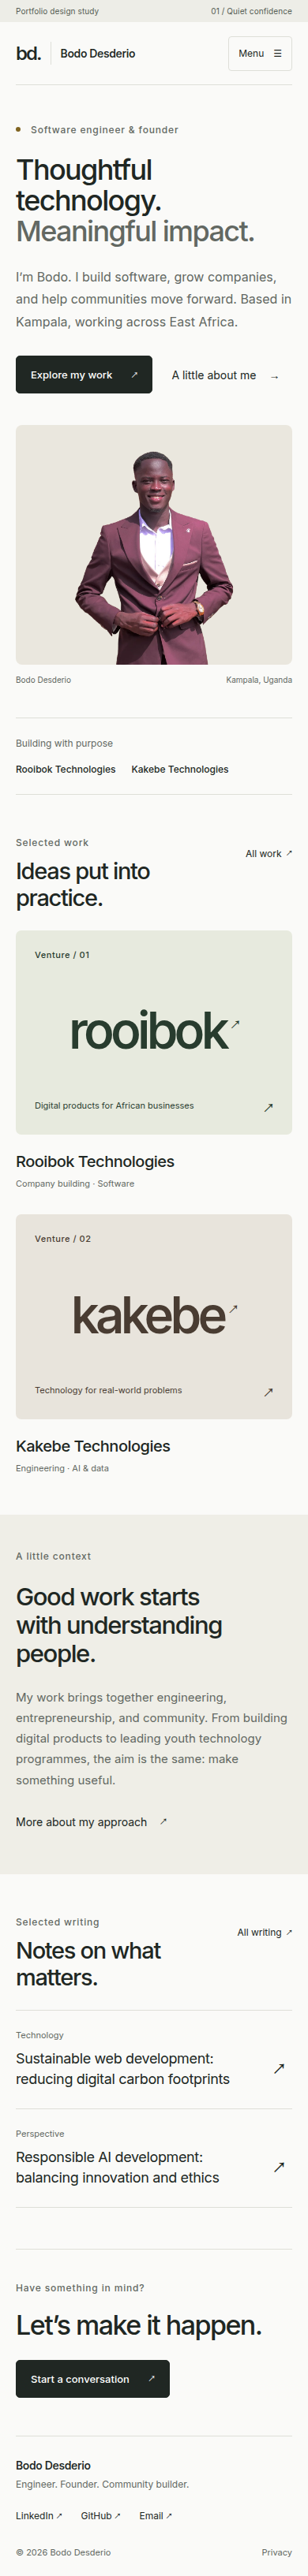 Portfolio design study 01 / Quiet confidence
bd. Bodo Desderio Menu ☰
Software engineer & founder
Thoughtful
technology.
Meaningful impact.
I'm Bodo. I build software, grow companies,
and help communities move forward. Based in
Kampala, working across East Africa.
Explore my work ↗ A little about me →
Bodo Desderio Kampala, Uganda
Building with purpose
Rooibok Technologies Kakebe Technologies
Selected work
All work ↗
Ideas put into
practice.
Venture / 01
rooibok↗
Digital products for African businesses ↗
Rooibok Technologies
Company building · Software
Venture / 02
kakebe↗
Technology for real-world problems ↗
Kakebe Technologies
Engineering · AI & data
A little context
Good work starts
with understanding
people.
My work brings together engineering,
entrepreneurship, and community. From building
digital products to leading youth technology
programmes, the aim is the same: make
something useful.
More about my approach ↗
Selected writing
All writing ↗
Notes on what
matters.
Technology
Sustainable web development:
reducing digital carbon footprints ↗
Perspective
Responsible AI development:
balancing innovation and ethics ↗
Have something in mind?
Let's make it happen.
Start a conversation ↗
Bodo Desderio
Engineer. Founder. Community builder.
LinkedIn ↗ GitHub ↗ Email ↗
© 2026 Bodo Desderio Privacy